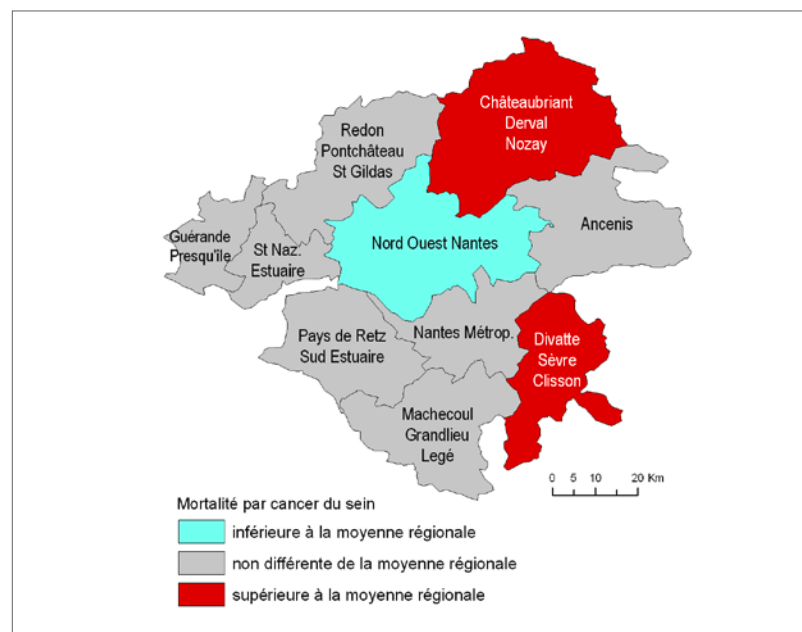 Châteaubriant
Derval
Nozay
Redon
Pontchâteau
St Gildas
Ancenis
Guérande
Presqu'île
St Naz.
Estuaire
Nord Ouest Nantes
Pays de Retz
Sud Estuaire
Nantes Métrop.
Divatte
Sèvre
Clisson
Machecoul
Grandlieu
Legé
0 5 10 20 Km
Mortalité par cancer du sein
inférieure à la moyenne régionale
non différente de la moyenne régionale
supérieure à la moyenne régionale